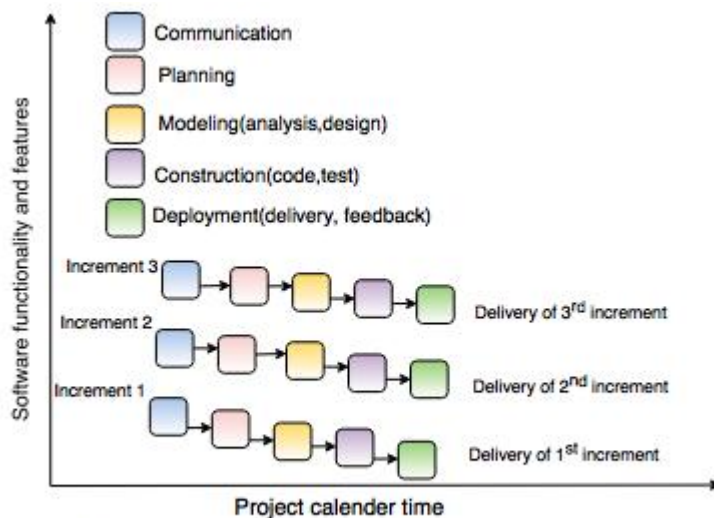 Communication
Planning
Modeling(analysis,design)
Construction(code,test)
Deployment(delivery, feedback)
Software functionality and features
Increment 3
Delivery of 3rd increment
Increment 2
Delivery of 2nd increment
Increment 1
Delivery of 1st increment
Project calender time